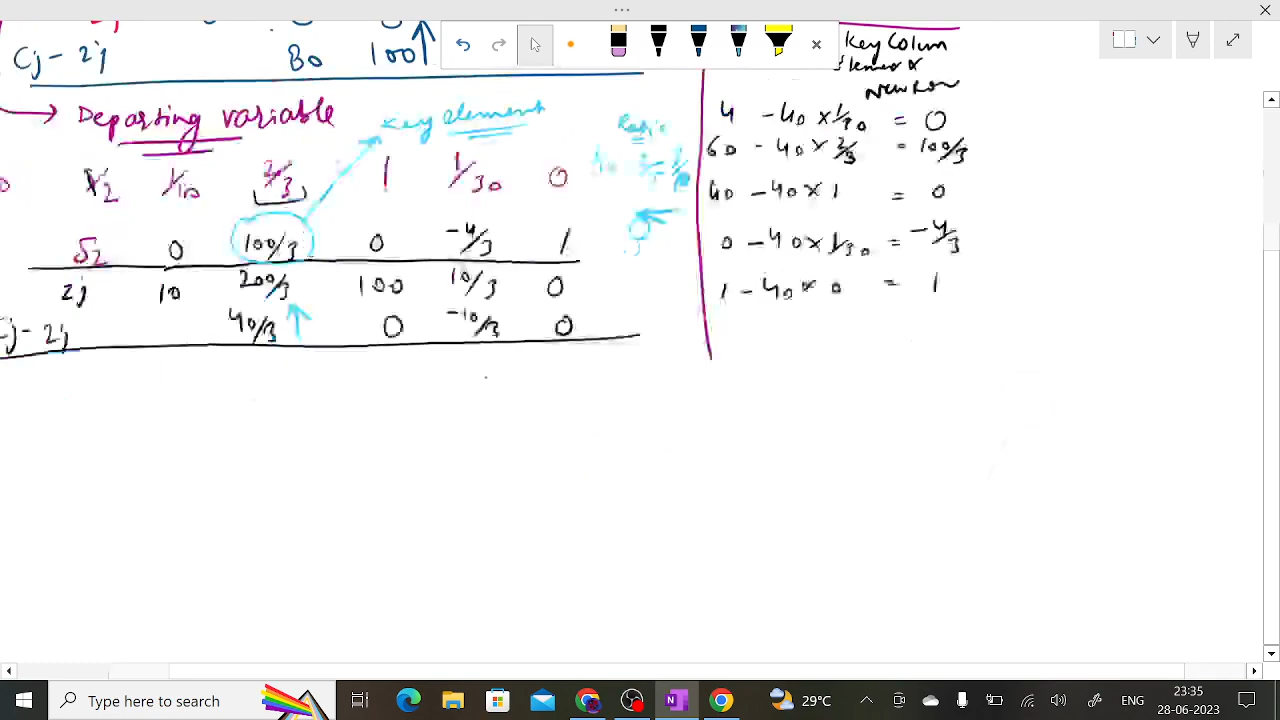 Cj - Zj 80 100
Key Colum
New Row
→ Departing variable
Key element
Ratio
4 - 40 × 1/10 = 0
60 - 40 × 2/3 = 100/3
40 - 40 × 1 = 0
0 - 40 × 1/30 = -4/3
1 - 40 × 0 = 1
x2 1/10 2/3 1 1/30 0
S2 0 100/3 0 -4/3 1
Zj 10 200/3 100 10/3 0
j - Zj 40/3 0 -10/3 0
Type here to search
29°C
ENG
23:33
28-06-2023